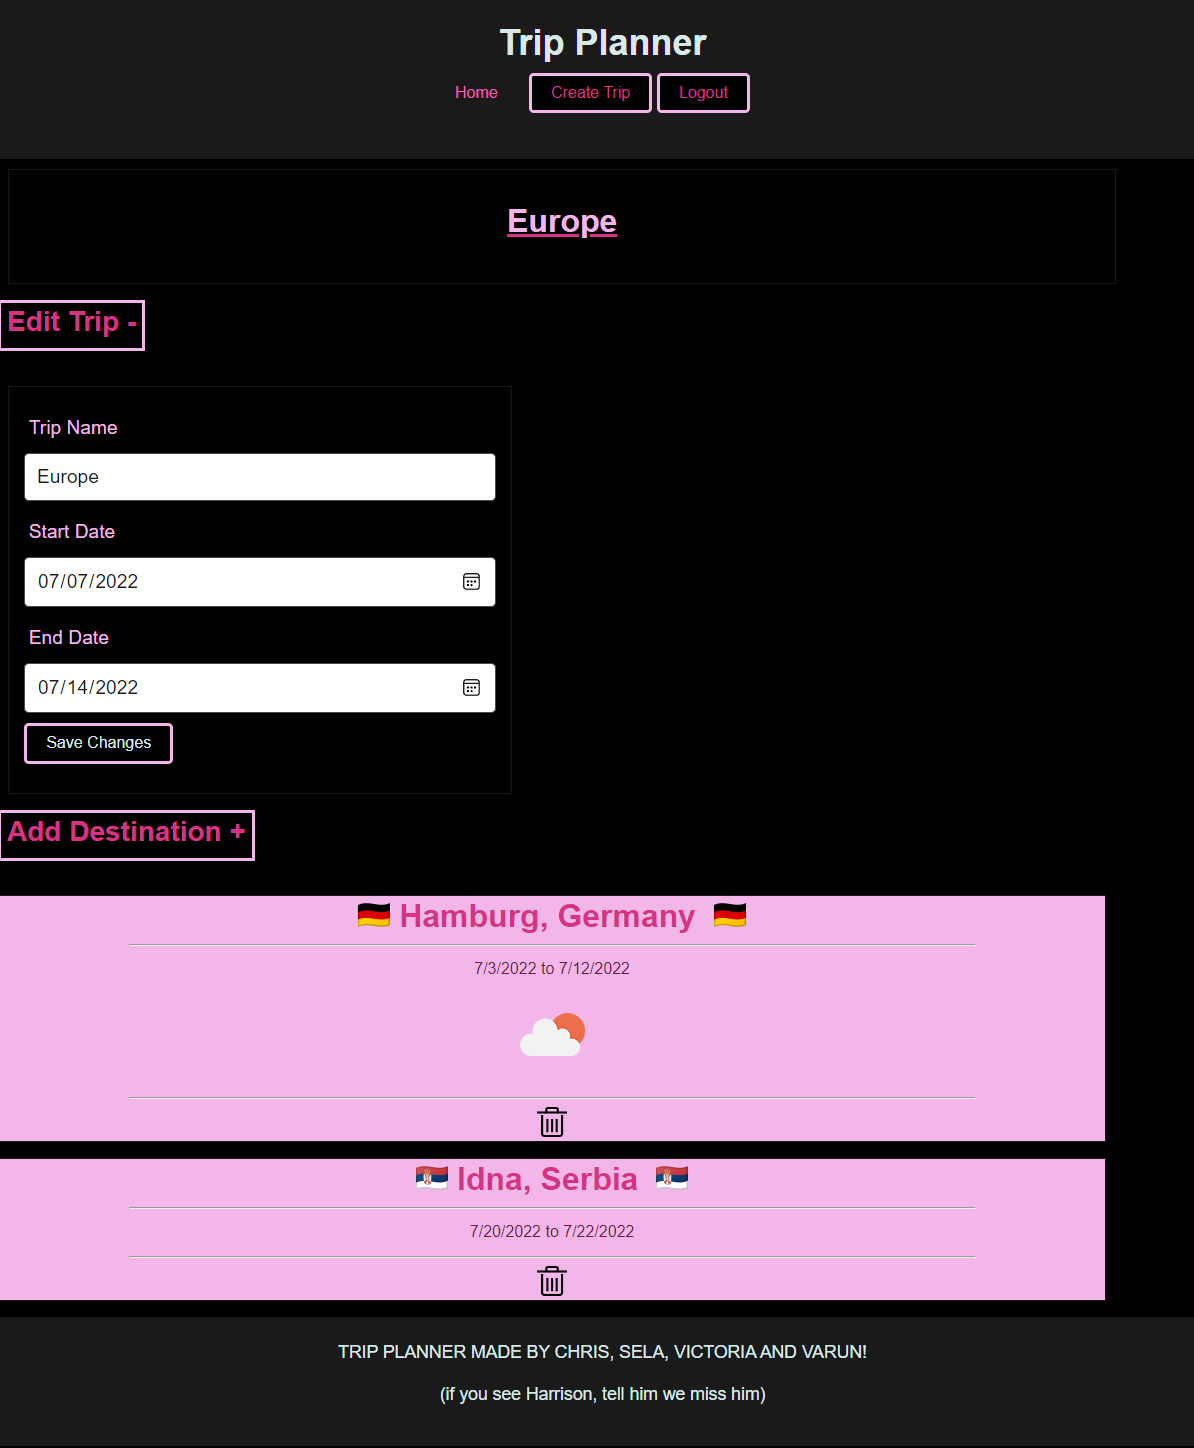 Trip Planner
Home Create Trip Logout
Europe
Edit Trip -
Trip Name
Europe
Start Date
07/07/2022
End Date
07/14/2022
Save Changes
Add Destination +
Hamburg, Germany
7/3/2022 to 7/12/2022
Idna, Serbia
7/20/2022 to 7/22/2022
TRIP PLANNER MADE BY CHRIS, SELA, VICTORIA AND VARUN!
(if you see Harrison, tell him we miss him)